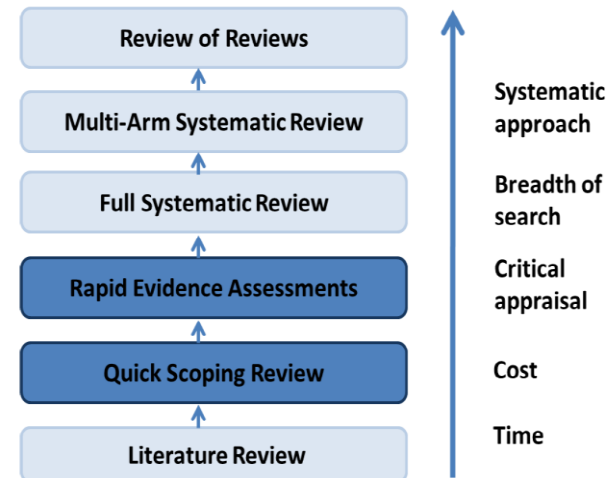 Review of Reviews
Multi-Arm Systematic Review
Full Systematic Review
Rapid Evidence Assessments
Quick Scoping Review
Literature Review
Systematic
approach
Breadth of
search
Critical
appraisal
Cost
Time